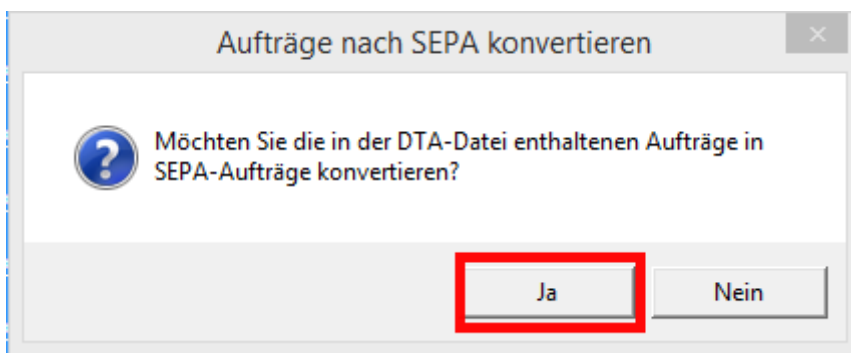 Aufträge nach SEPA konvertieren
Möchten Sie die in der DTA-Datei enthaltenen Aufträge in
SEPA-Aufträge konvertieren?
Ja
Nein